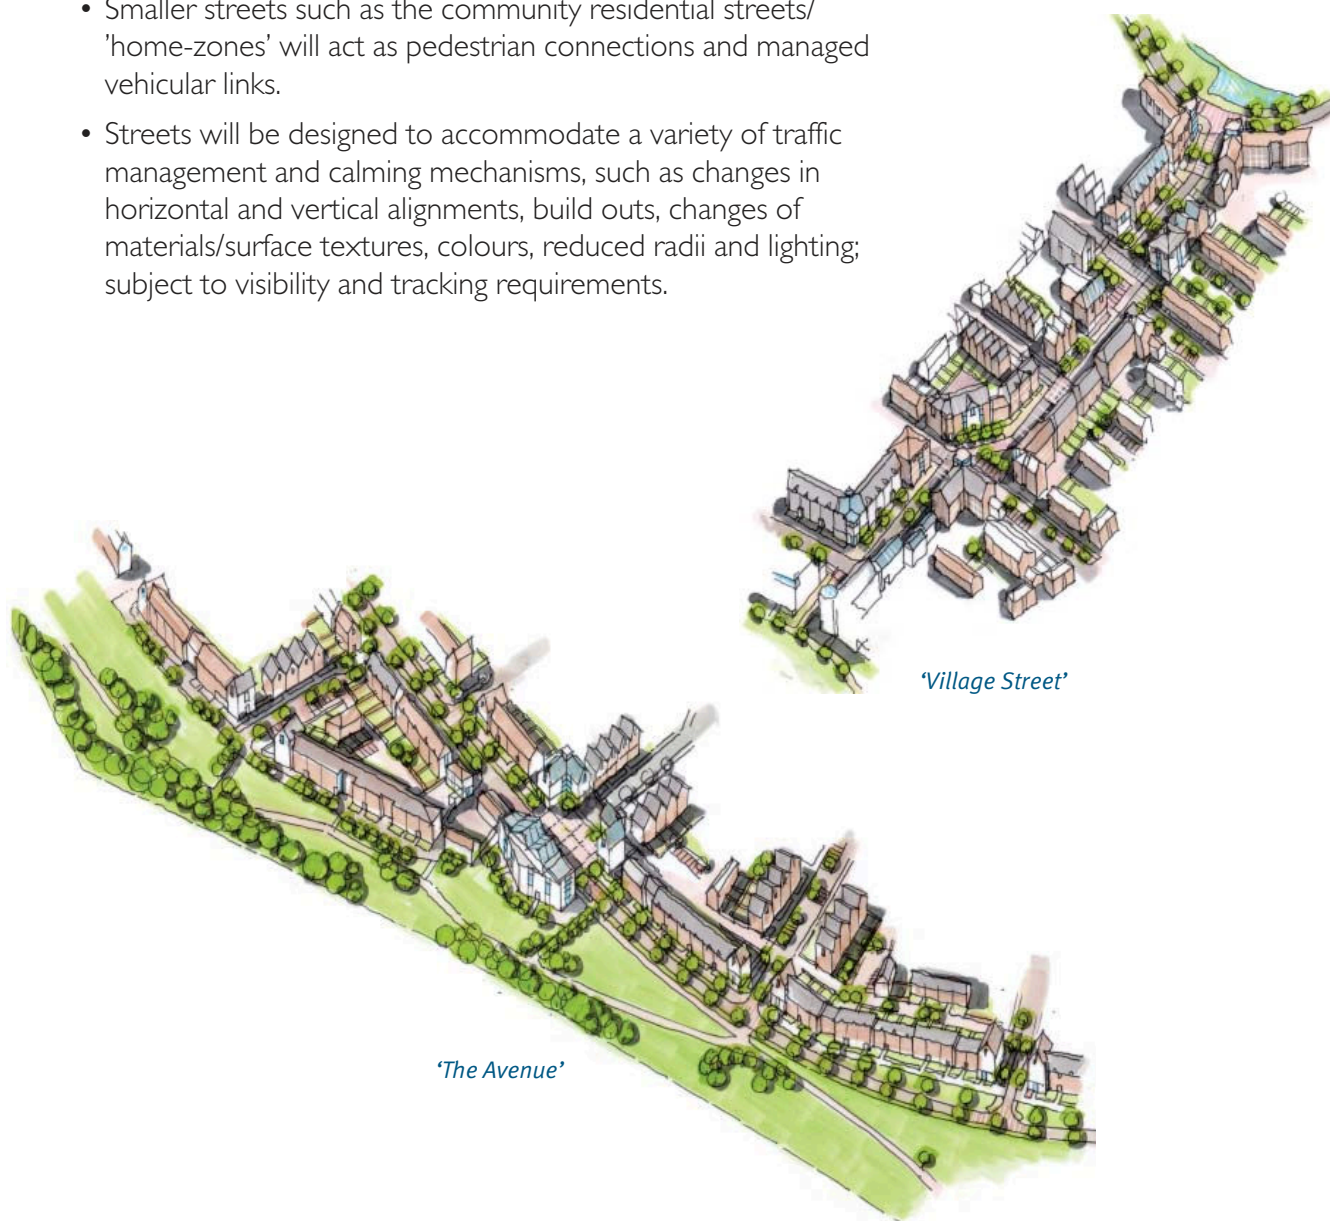 • Smaller streets such as the community residential streets/
'home-zones' will act as pedestrian connections and managed
vehicular links.
• Streets will be designed to accommodate a variety of traffic
management and calming mechanisms, such as changes in
horizontal and vertical alignments, build outs, changes of
materials/surface textures, colours, reduced radii and lighting;
subject to visibility and tracking requirements.
‘Village Street’
‘The Avenue’